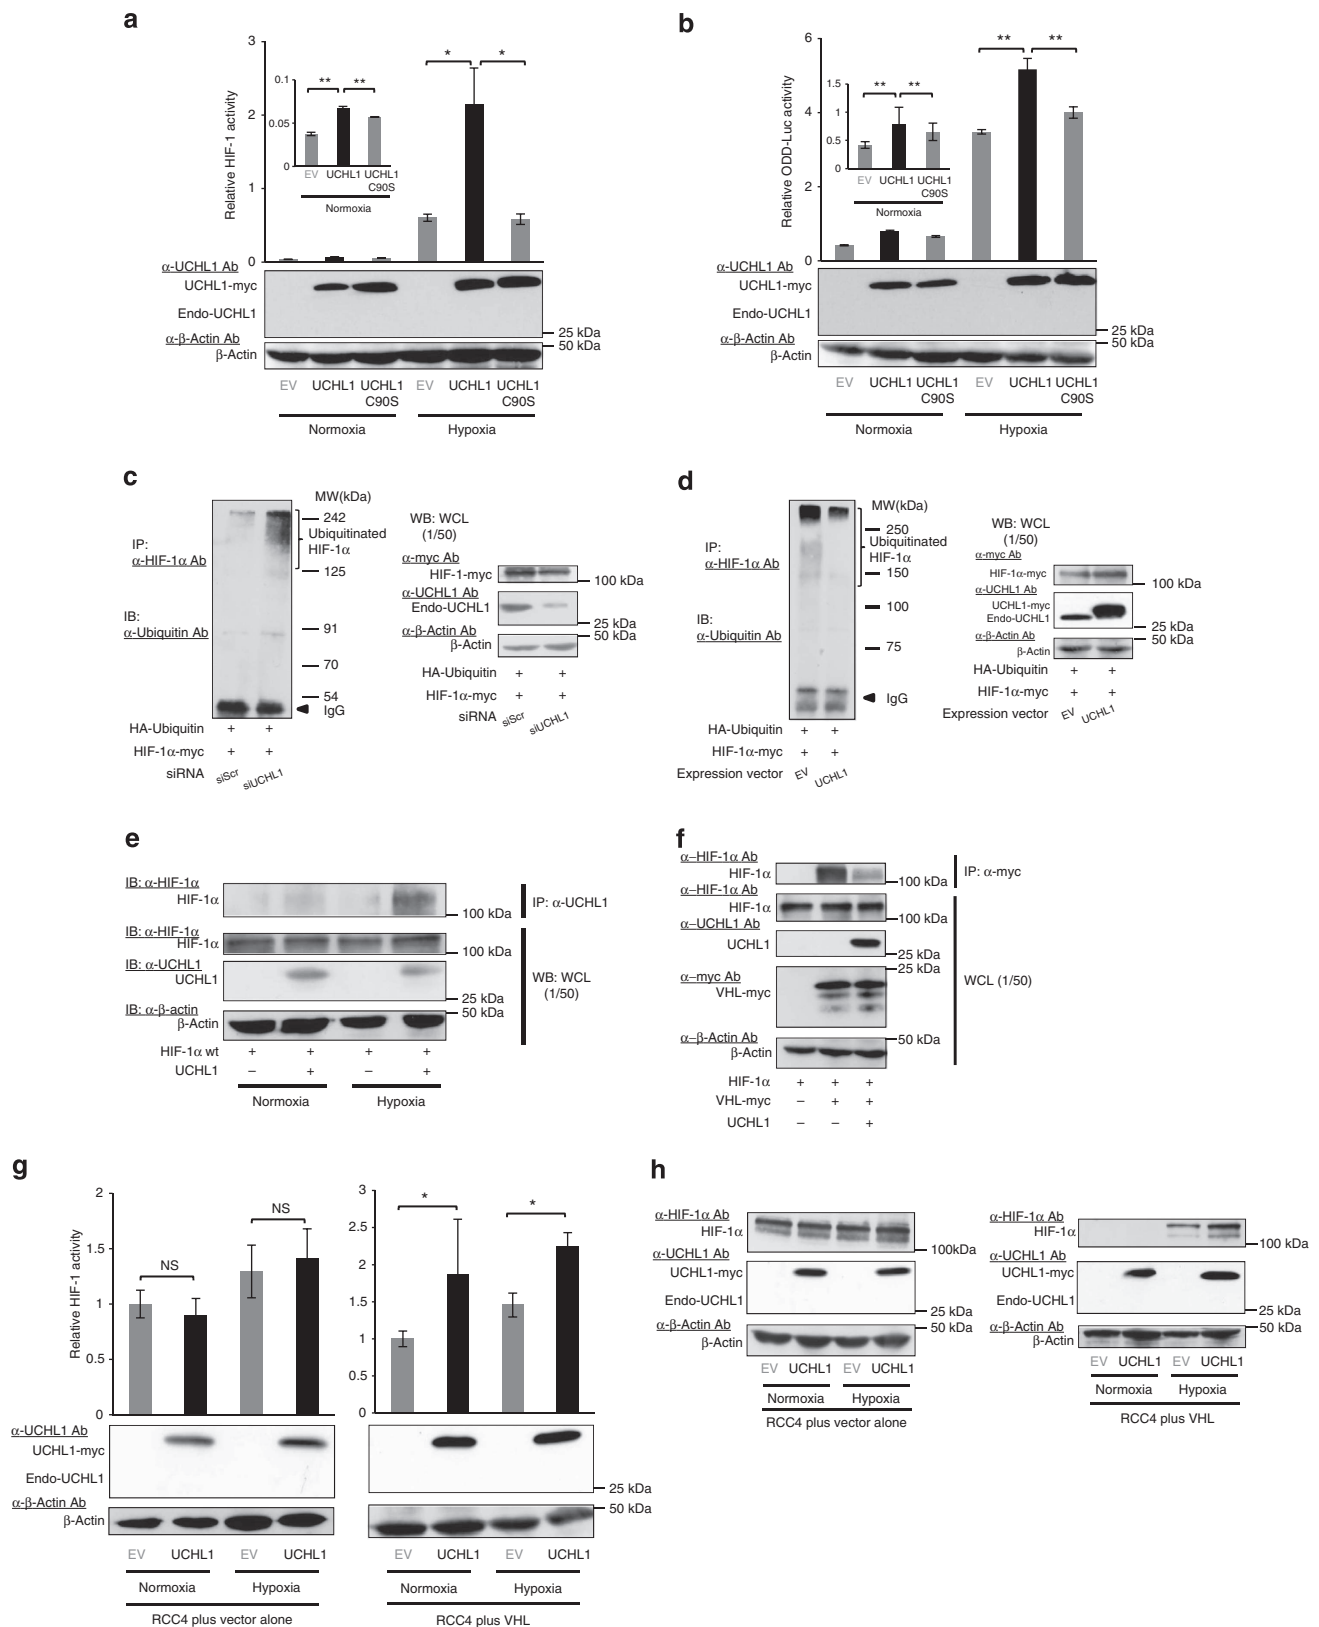 a
Relative HIF-1 activity
3
2
1
0
0.1
0.05
0
** **
EV UCHL1 UCHL1 C90S
Normoxia
* *
α-UCHL1 Ab
UCHL1-myc
Endo-UCHL1
25 kDa
α-β-Actin Ab
50 kDa
β-Actin
EV UCHL1 UCHL1 C90S EV UCHL1 UCHL1 C90S
Normoxia Hypoxia
b
Relative ODD-Luc activity
6
4
2
0
1.5
1
0.5
0
** **
EV UCHL1 UCHL1 C90S
Normoxia
** **
α-UCHL1 Ab
UCHL1-myc
Endo-UCHL1
25 kDa
α-β-Actin Ab
50 kDa
β-Actin
EV UCHL1 UCHL1 C90S EV UCHL1 UCHL1 C90S
Normoxia Hypoxia
c
MW(kDa)
242
Ubiquitinated
HIF-1α
125
91
70
54
IgG
IP:
α-HIF-1α Ab
IB:
α-Ubiquitin Ab
HA-Ubiquitin + +
HIF-1α-myc + +
siRNA siScr siUCHL1
WB: WCL
(1/50)
α-myc Ab
HIF-1-myc
100 kDa
α-UCHL1 Ab
Endo-UCHL1
25 kDa
α-β-Actin Ab
50 kDa
β-Actin
HA-Ubiquitin + +
HIF-1α-myc + +
siRNA siScr siUCHL1
d
MW(kDa)
250
Ubiquitinated
HIF-1α
150
100
75
IgG
IP:
α-HIF-1α Ab
IB:
α-Ubiquitin Ab
HA-Ubiquitin + +
HIF-1α-myc + +
Expression vector EV UCHL1
WB: WCL
(1/50)
α-myc Ab
HIF-1α-myc
100 kDa
α-UCHL1 Ab
UCHL1-myc
Endo-UCHL1
25 kDa
α-β-Actin Ab
50 kDa
β-Actin
HA-Ubiquitin + +
HIF-1α-myc + +
Expression vector EV UCHL1
e
IB: α-HIF-1α
HIF-1α
100 kDa
IP: α-UCHL1
IB: α-HIF-1α
HIF-1α
100 kDa
IB: α-UCHL1
UCHL1
25 kDa
WB: WCL
(1/50)
IB: α-β-actin
50 kDa
β-Actin
HIF-1α wt + + + +
UCHL1 – + – +
Normoxia Hypoxia
f
α–HIF-1α Ab
HIF-1α
100 kDa
IP: α-myc
α–HIF-1α Ab
HIF-1α
100 kDa
α–UCHL1 Ab
UCHL1
25 kDa
25 kDa
α–myc Ab
VHL-myc
WCL (1/50)
α–β-Actin Ab
50 kDa
β-Actin
HIF-1α + + +
VHL-myc – + +
UCHL1 – – +
g
Relative HIF-1 activity
2
1.5
1
0.5
0
NS NS
3
2.5
2
1.5
1
0.5
0
* *
α-UCHL1 Ab
UCHL1-myc
Endo-UCHL1
25 kDa
α-β-Actin Ab
50 kDa
β-Actin
EV UCHL1 EV UCHL1
Normoxia Hypoxia
RCC4 plus vector alone
EV UCHL1 EV UCHL1
Normoxia Hypoxia
RCC4 plus VHL
h
α-HIF-1α Ab
HIF-1α
100kDa
α-UCHL1 Ab
UCHL1-myc
Endo-UCHL1
25 kDa
α-β-Actin Ab
50 kDa
β-Actin
EV UCHL1 EV UCHL1
Normoxia Hypoxia
RCC4 plus vector alone
α-HIF-1α Ab
HIF-1α
100 kDa
α-UCHL1 Ab
UCHL1-myc
Endo-UCHL1
25 kDa
α-β-Actin Ab
50 kDa
β-Actin
EV UCHL1 EV UCHL1
Normoxia Hypoxia
RCC4 plus VHL